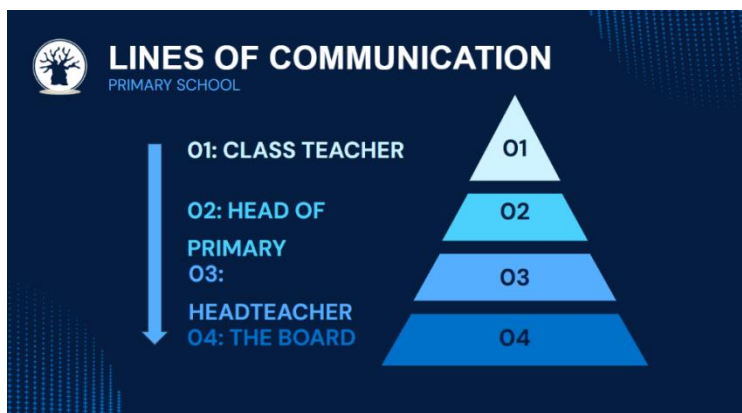 LINES OF COMMUNICATION
PRIMARY SCHOOL
01: CLASS TEACHER
01
02: HEAD OF
02
PRIMARY
03:
03
HEADTEACHER
04: THE BOARD
04